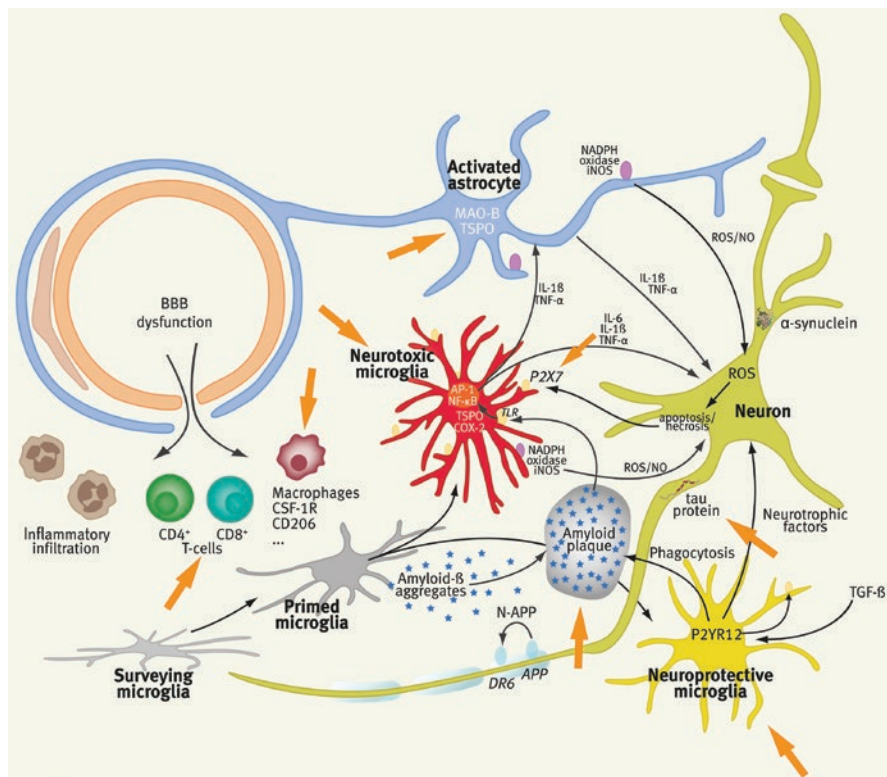 Activated
astrocyte
MAO-B
TSPO
NADPH
oxidase
iNOS
ROS/NO
IL-1ß
TNF-α
IL-1ß
TNF-α
IL-6
IL-1ß
TNF-α
BBB
dysfunction
Neurotoxic
microglia
AP-1
NF-κB
TSPO
COX-2
TLR
P2X7
α-synuclein
ROS
Neuron
apoptosis/
necrosis
NADPH
oxidase
iNOS
ROS/NO
Inflammatory
infiltration
CD4⁺
CD8⁺
T-cells
Macrophages
CSF-1R
CD206
...
Amyloid
plaque
tau
protein
Neurotrophic
factors
Phagocytosis
Amyloid-ß
aggregates
Primed
microglia
Surveying
microglia
N-APP
DR6
APP
P2YR12
TGF-ß
Neuroprotective
microglia